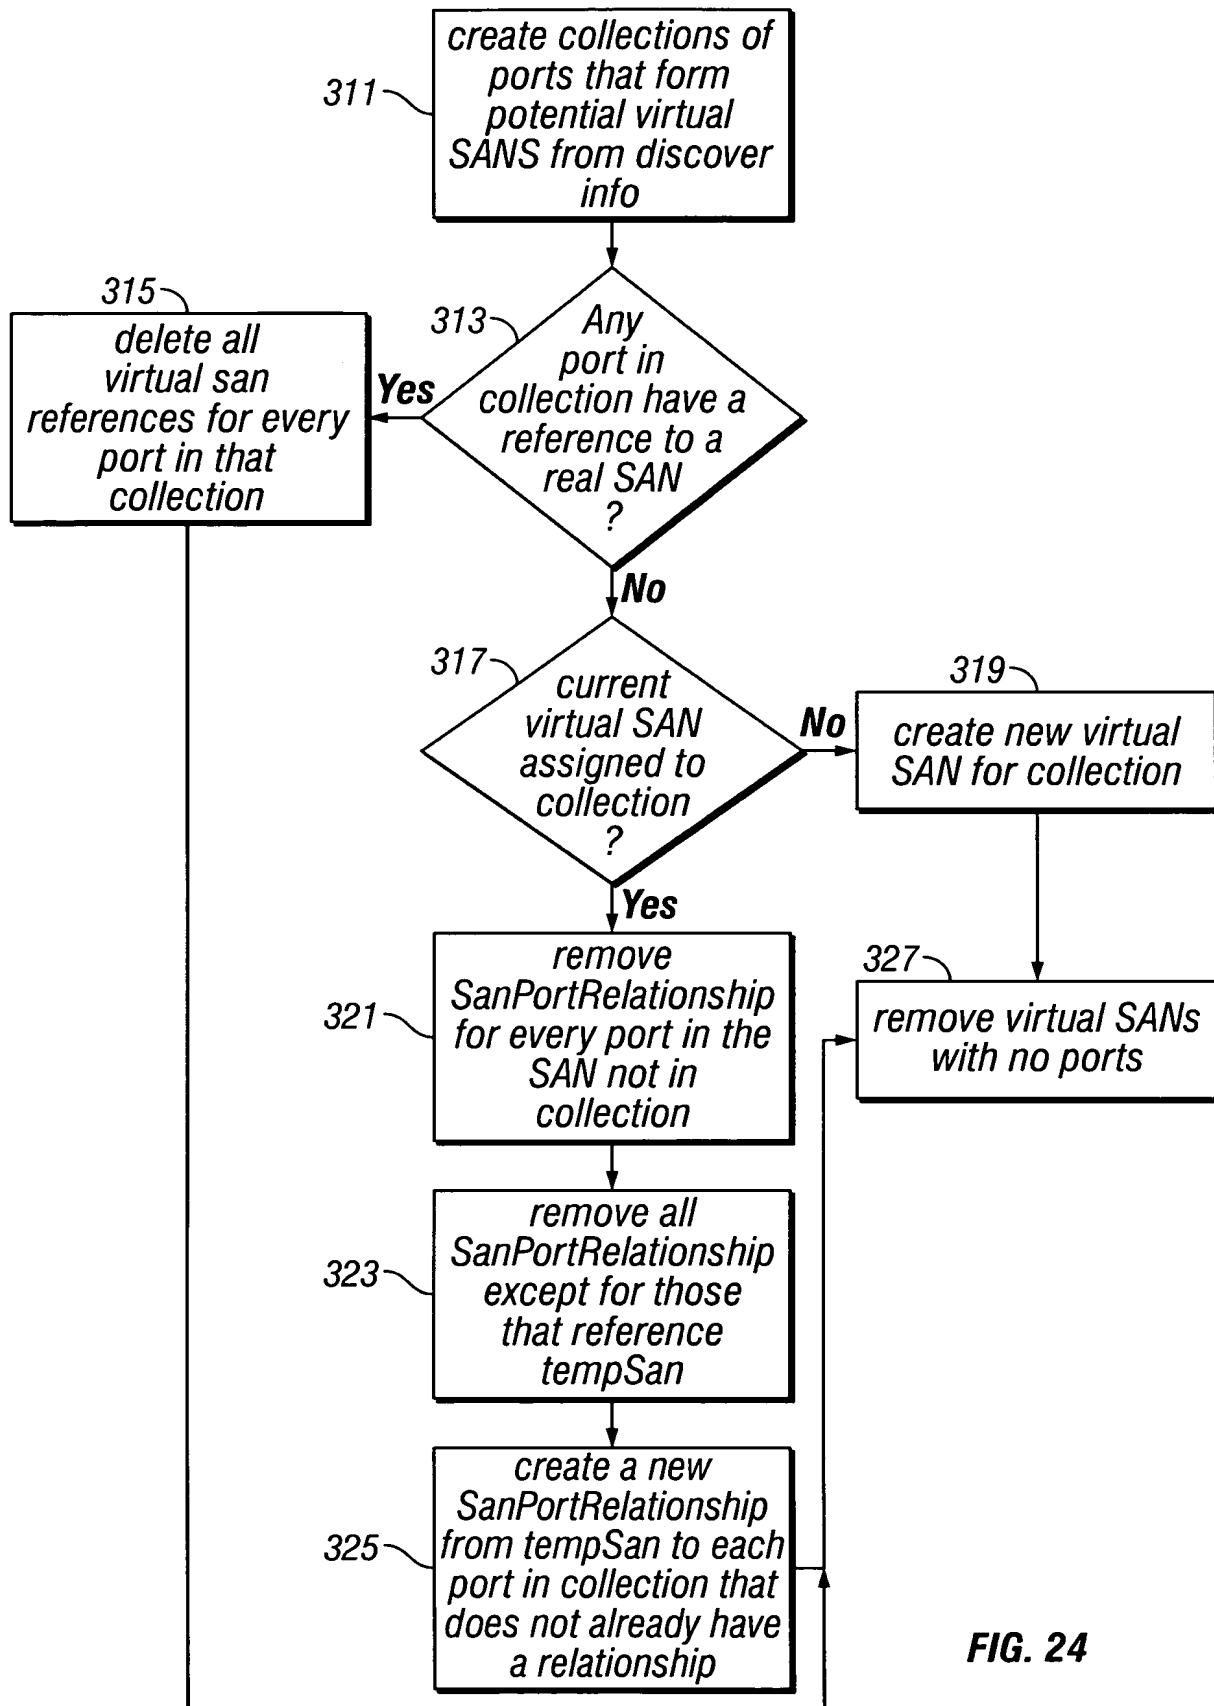 create collections of
ports that form
potential virtual
SANS from discover
info
311
315
delete all
virtual san
references for every
port in that
collection
Yes
313
Any
port in
collection have a
reference to a
real SAN
?
No
317
current
virtual SAN
assigned to
collection
?
No
319
create new virtual
SAN for collection
Yes
321
remove
SanPortRelationship
for every port in the
SAN not in
collection
327
remove virtual SANs
with no ports
323
remove all
SanPortRelationship
except for those
that reference
tempSan
325
create a new
SanPortRelationship
from tempSan to each
port in collection that
does not already have
a relationship
FIG. 24